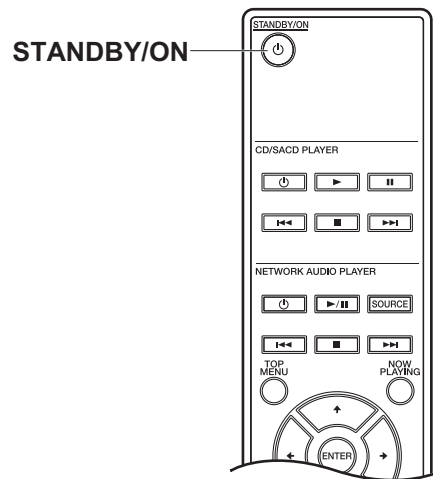 STANDBY/ON
STANDBY/ON
CD/SACD PLAYER
NETWORK AUDIO PLAYER
SOURCE
TOP
MENU
NOW
PLAYING
ENTER